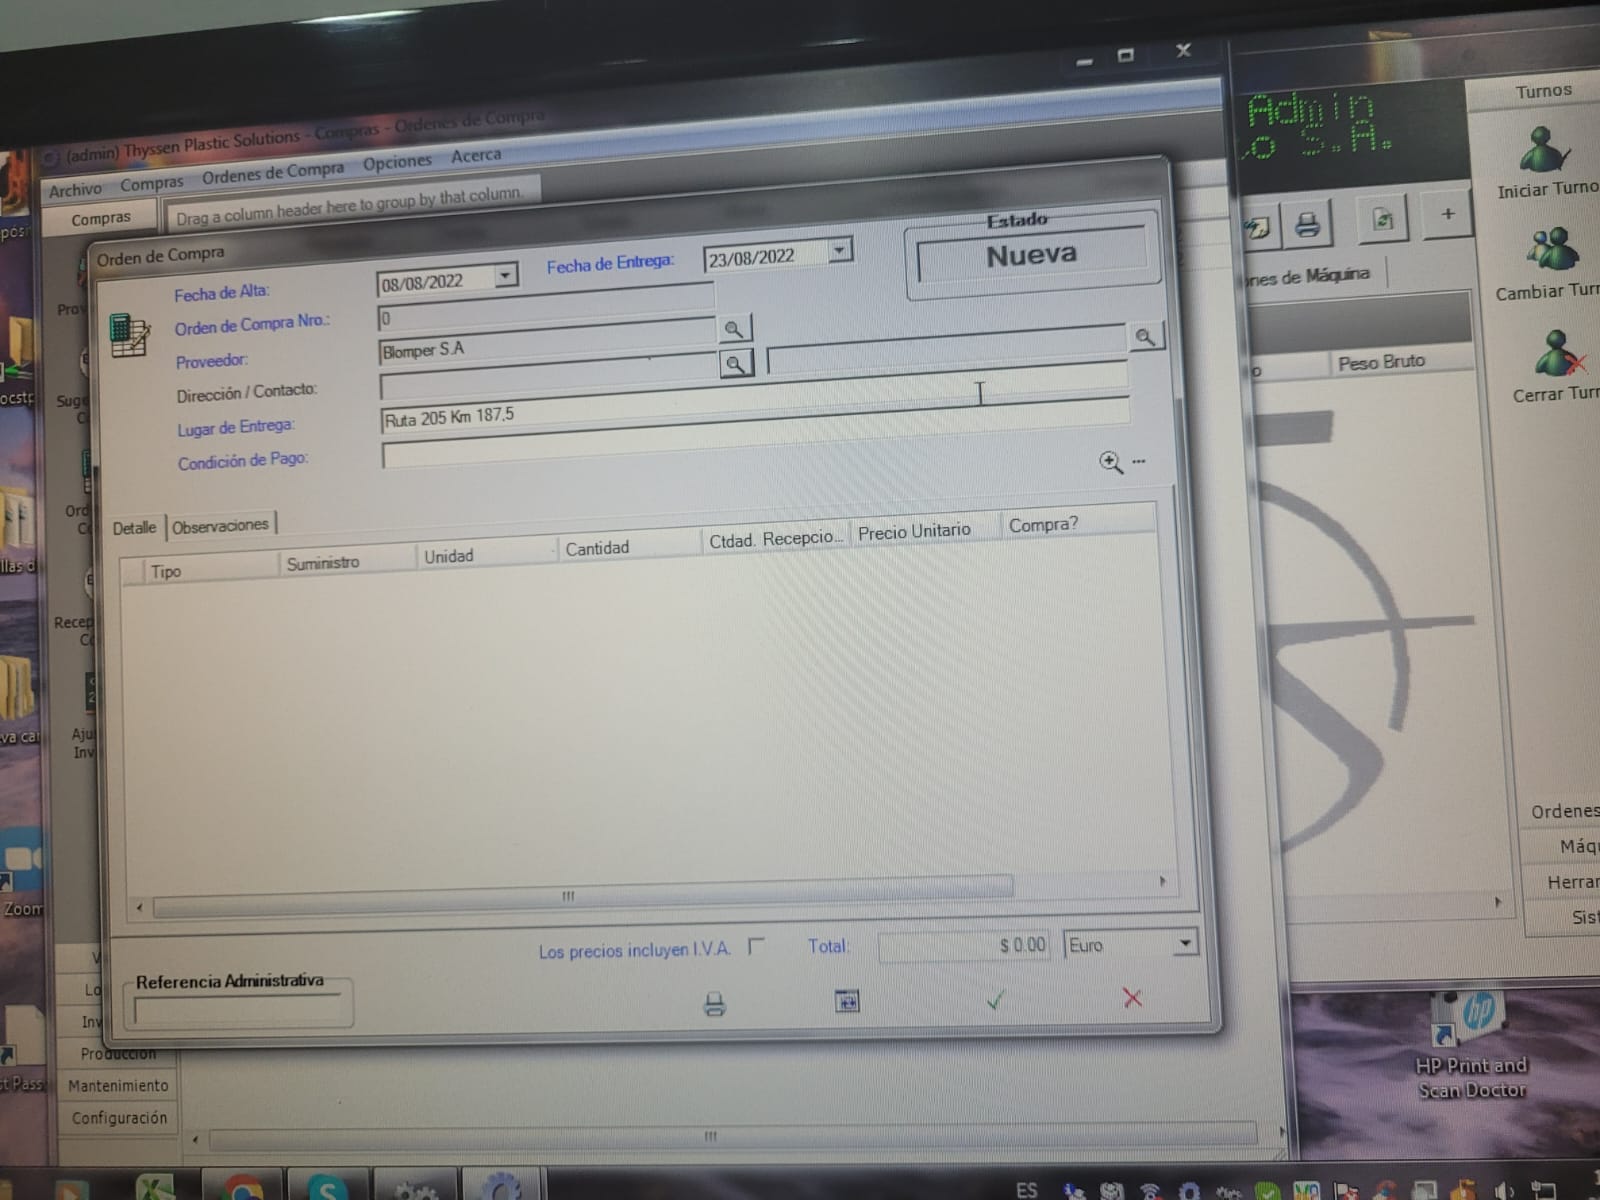 (admin) Thyssen Plastic Solutions - Compras - Ordenes de Compra
Archivo Compras Ordenes de Compra Opciones Acerca
Compras
Drag a column header here to group by that column.
Orden de Compra
Fecha de Alta:
08/08/2022
Fecha de Entrega:
23/08/2022
Estado
Nueva
Orden de Compra Nro.:
0
Proveedor:
Blomper S.A
Dirección / Contacto:
Lugar de Entrega:
Ruta 205 Km 187,5
Condición de Pago:
...
Detalle Observaciones
Tipo Suministro Unidad Cantidad Ctdad. Recepcio... Precio Unitario Compra?
Los precios incluyen I.V.A. Total: $ 0.00 Euro
Referencia Administrativa
Producción
Mantenimiento
Configuración
Admin
S.A.
Turnos
Iniciar Turno
Cambiar Tur
Cerrar Tur
nes de Máquina
Peso Bruto
Ordenes
Máq
Herrar
Sis
Zoom
HP Print and
Scan Doctor
ES